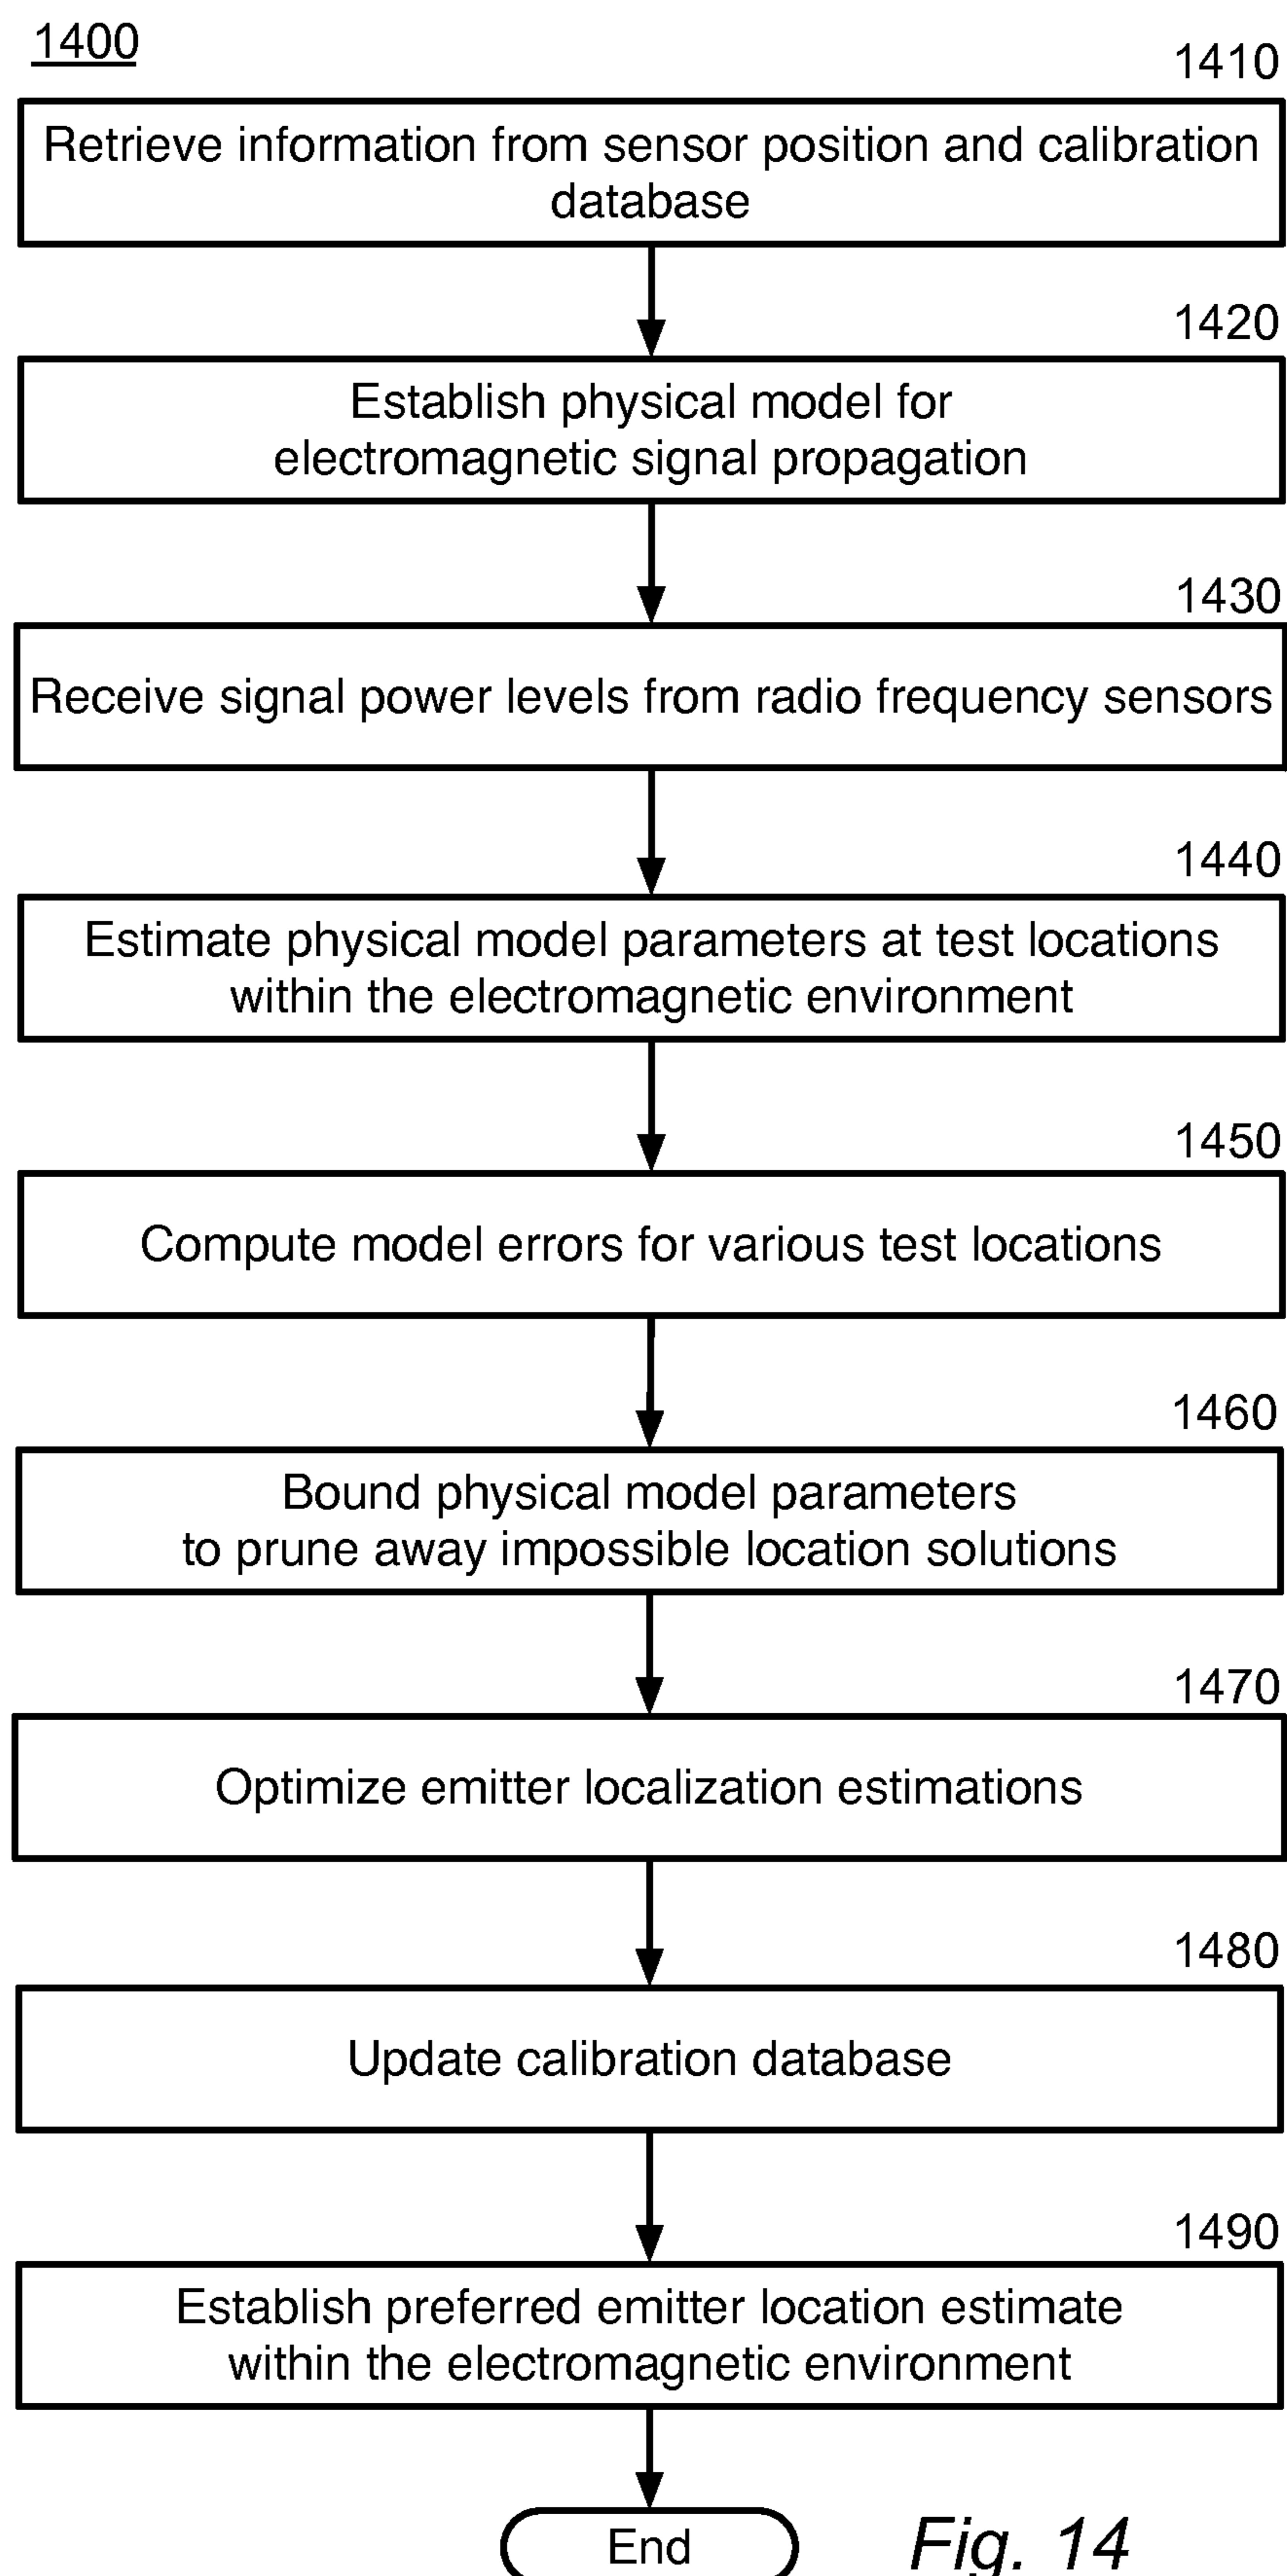 1400
1410
Retrieve information from sensor position and calibration
database
1420
Establish physical model for
electromagnetic signal propagation
1430
Receive signal power levels from radio frequency sensors
1440
Estimate physical model parameters at test locations
within the electromagnetic environment
1450
Compute model errors for various test locations
1460
Bound physical model parameters
to prune away impossible location solutions
1470
Optimize emitter localization estimations
1480
Update calibration database
1490
Establish preferred emitter location estimate
within the electromagnetic environment
End
Fig. 14